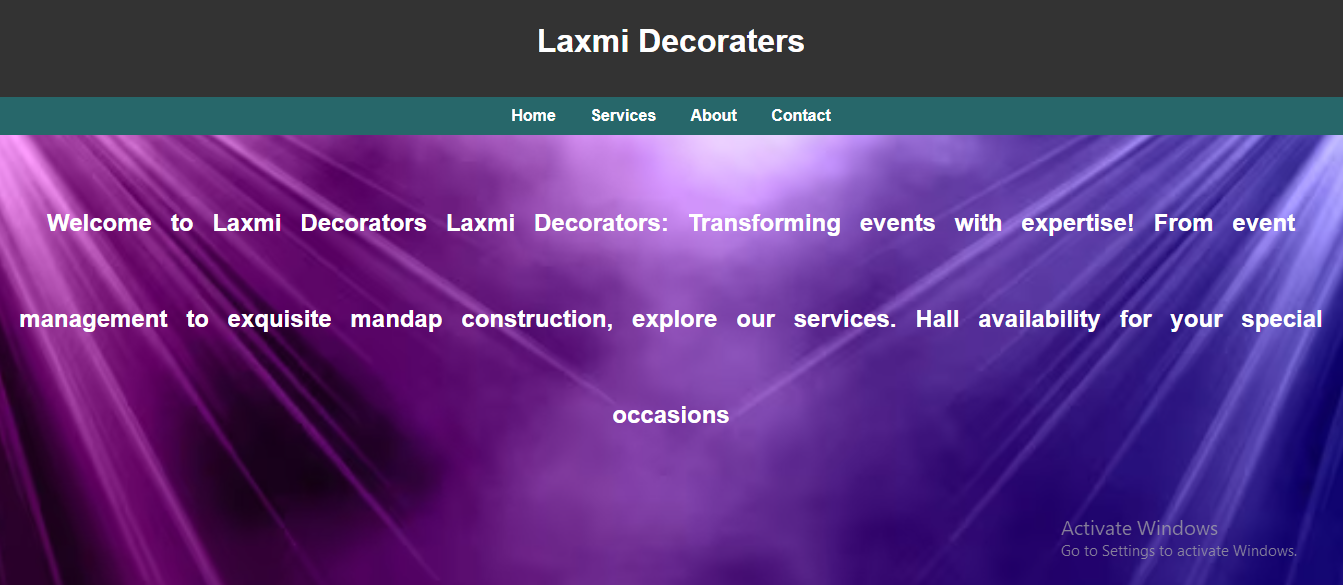 Laxmi Decoraters
Home Services About Contact
Welcome to Laxmi Decorators Laxmi Decorators: Transforming events with expertise! From event
management to exquisite mandap construction, explore our services. Hall availability for your special
occasions
Activate Windows
Go to Settings to activate Windows.